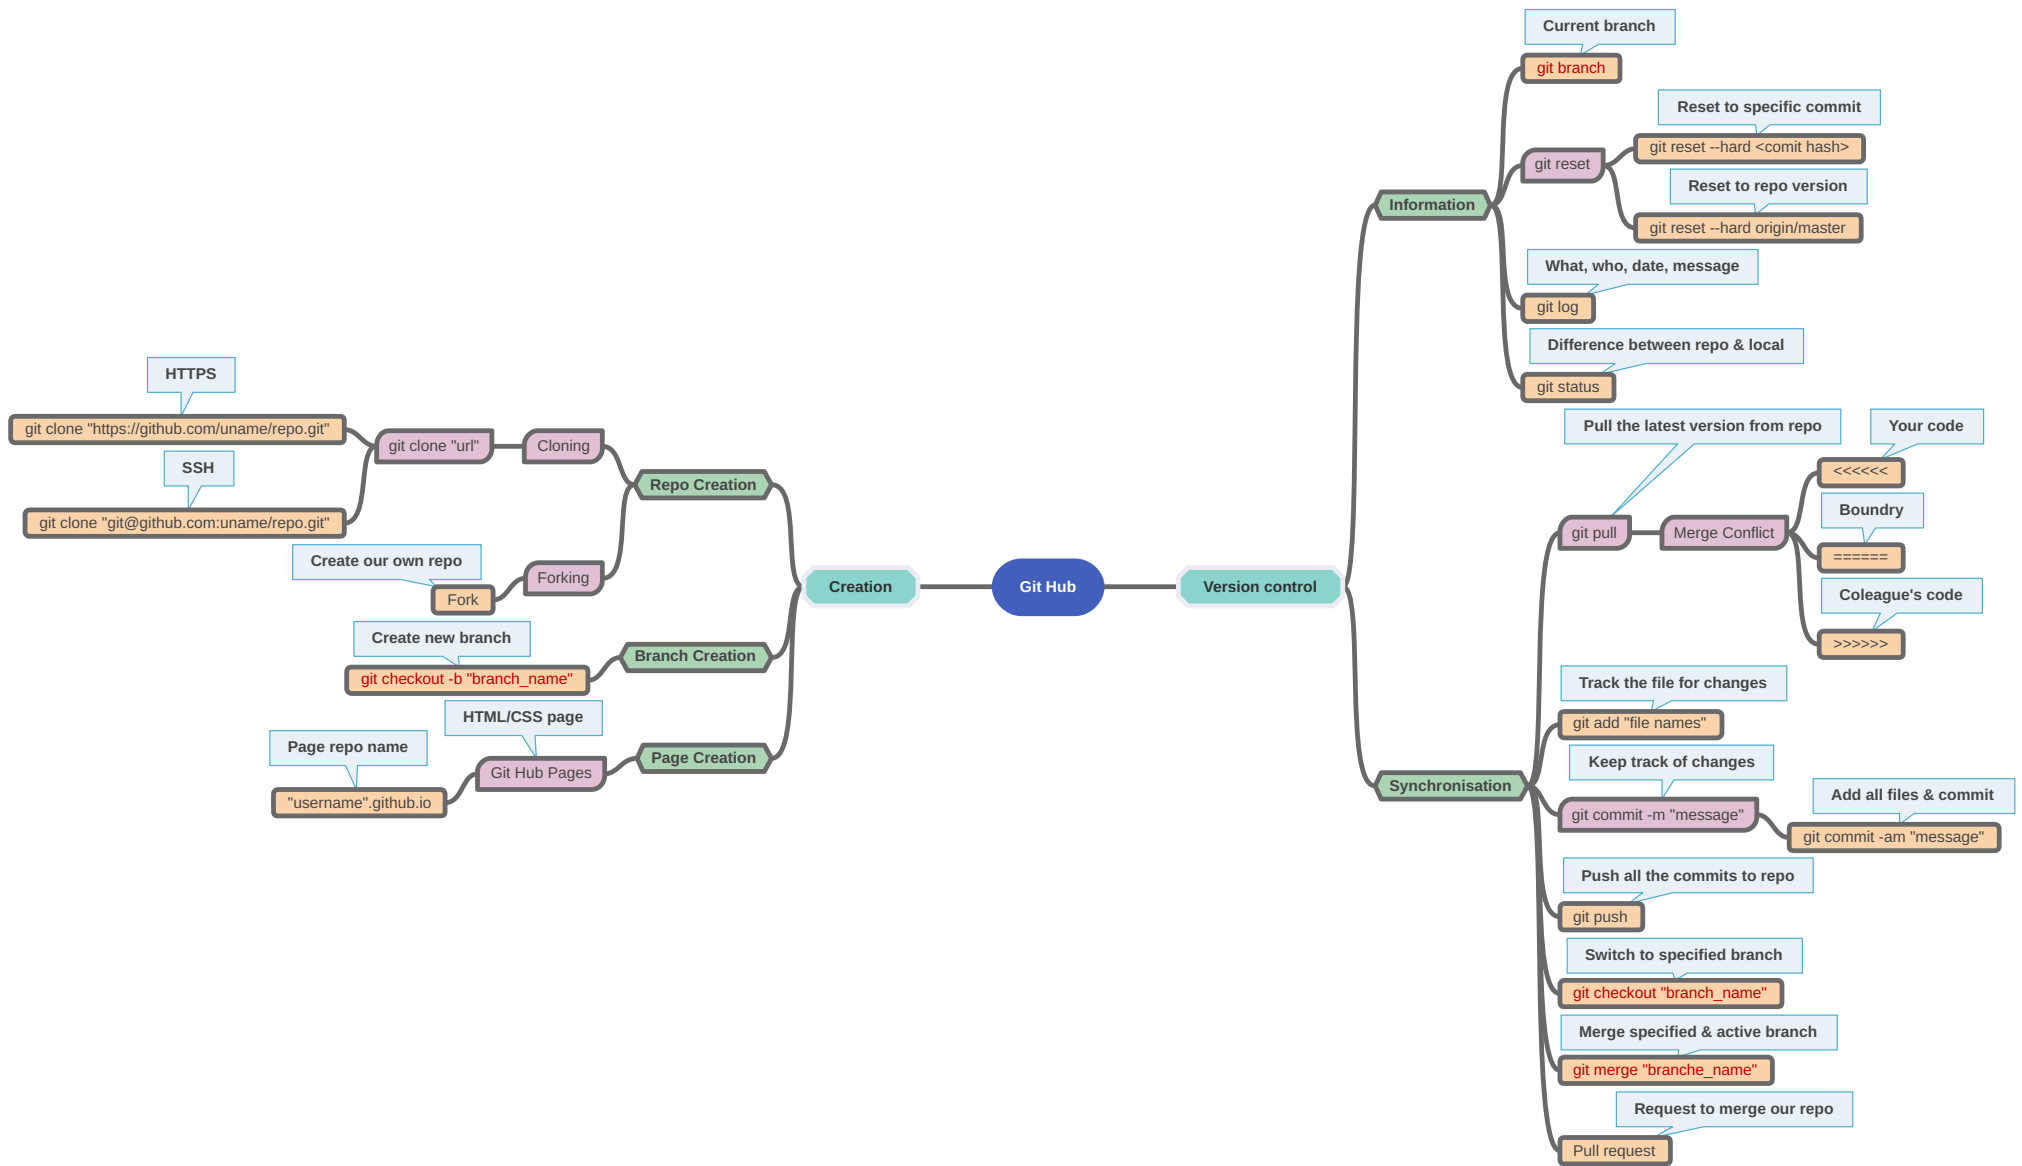 Git Hub
Creation
Repo Creation
Cloning
git clone "url"
HTTPS
git clone "https://github.com/uname/repo.git"
SSH
git clone "git@github.com:uname/repo.git"
Forking
Create our own repo
Fork
Branch Creation
Create new branch
git checkout -b "branch_name"
Page Creation
HTML/CSS page
Git Hub Pages
Page repo name
"username".github.io
Version control
Information
Current branch
git branch
git reset
Reset to specific commit
git reset --hard <comit hash>
Reset to repo version
git reset --hard origin/master
What, who, date, message
git log
Difference between repo & local
git status
Synchronisation
Pull the latest version from repo
git pull
Merge Conflict
Your code
<<<<<<
Boundry
======
Coleague's code
>>>>>>
Track the file for changes
git add "file names"
Keep track of changes
git commit -m "message"
Add all files & commit
git commit -am "message"
Push all the commits to repo
git push
Switch to specified branch
git checkout "branch_name"
Merge specified & active branch
git merge "branche_name"
Request to merge our repo
Pull request